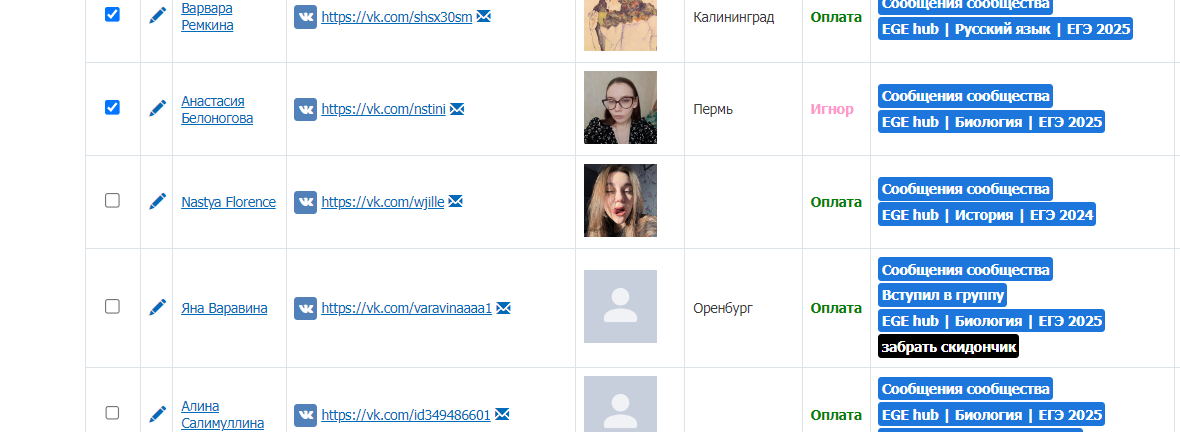 Варвара
Ремкина
https://vk.com/shsx30sm
Калининград
Оплата
Сообщения сообщества
EGE hub | Русский язык | ЕГЭ 2025
Анастасия
Белоногова
https://vk.com/nstini
Пермь
Игнор
Сообщения сообщества
EGE hub | Биология | ЕГЭ 2025
Nastya Florence
https://vk.com/wjille
Оплата
Сообщения сообщества
EGE hub | История | ЕГЭ 2024
Яна Варавина
https://vk.com/varavinaaaa1
Оренбург
Оплата
Сообщения сообщества
Вступил в группу
EGE hub | Биология | ЕГЭ 2025
забрать скидончик
Алина
Салимуллина
https://vk.com/id349486601
Оплата
Сообщения сообщества
EGE hub | Биология | ЕГЭ 2025